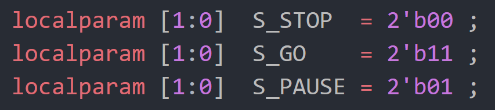 localparam [1:0]  S_STOP  = 2'b00 ;
localparam [1:0]  S_GO    = 2'b11 ;
localparam [1:0]  S_PAUSE = 2'b01 ;